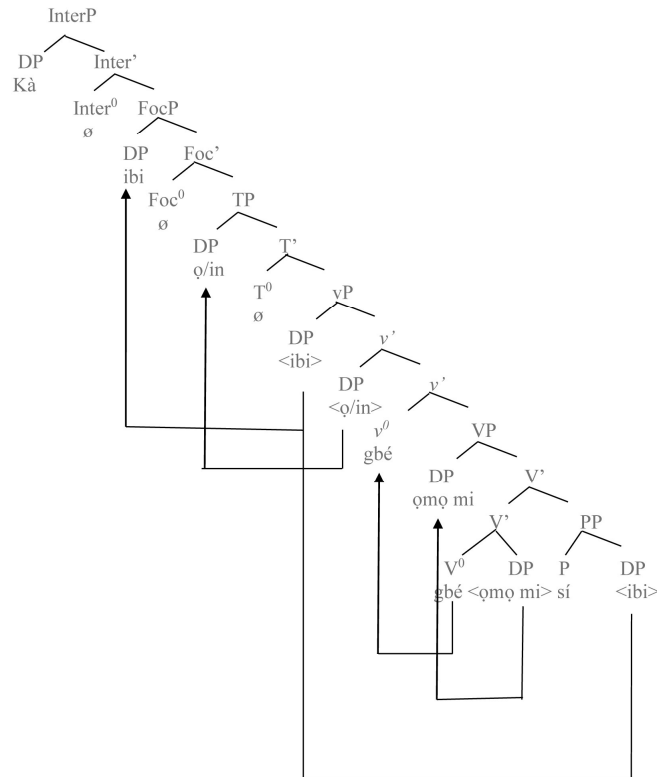 InterP
DP Inter’
Kà
Inter⁰ FocP
ø
DP Foc’
ibi
Foc⁰ TP
ø
DP T’
ọ/in
T⁰ vP
ø
DP v’
<ibi>
DP v’
<ọ/in>
v⁰ VP
gbé
DP V’
ọmọ mi
V’ PP
V⁰ DP P DP
gbé <ọmọ mi> sí <ibi>